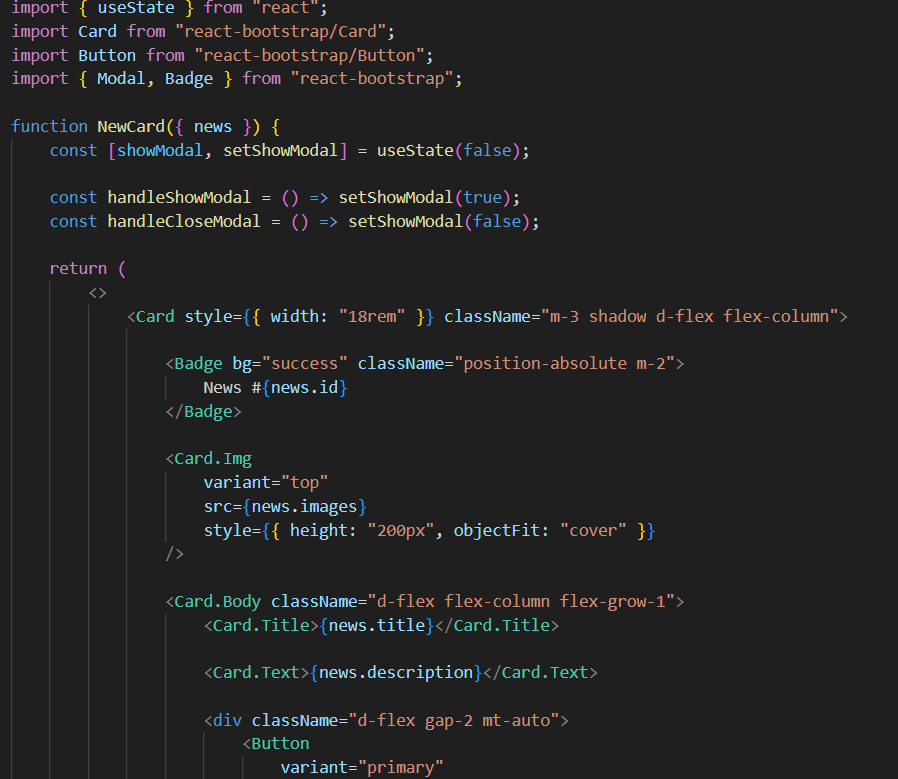 import { useState } from "react";
import Card from "react-bootstrap/Card";
import Button from "react-bootstrap/Button";
import { Modal, Badge } from "react-bootstrap";
function NewCard({ news }) {
const [showModal, setShowModal] = useState(false);
const handleShowModal = () => setShowModal(true);
const handleCloseModal = () => setShowModal(false);
return (
<>
<Card style={{ width: "18rem" }} className="m-3 shadow d-flex flex-column">
<Badge bg="success" className="position-absolute m-2">
News #{news.id}
</Badge>
<Card.Img
variant="top"
src={news.images}
style={{ height: "200px", objectFit: "cover" }}
/>
<Card.Body className="d-flex flex-column flex-grow-1">
<Card.Title>{news.title}</Card.Title>
<Card.Text>{news.description}</Card.Text>
<div className="d-flex gap-2 mt-auto">
<Button
variant="primary"